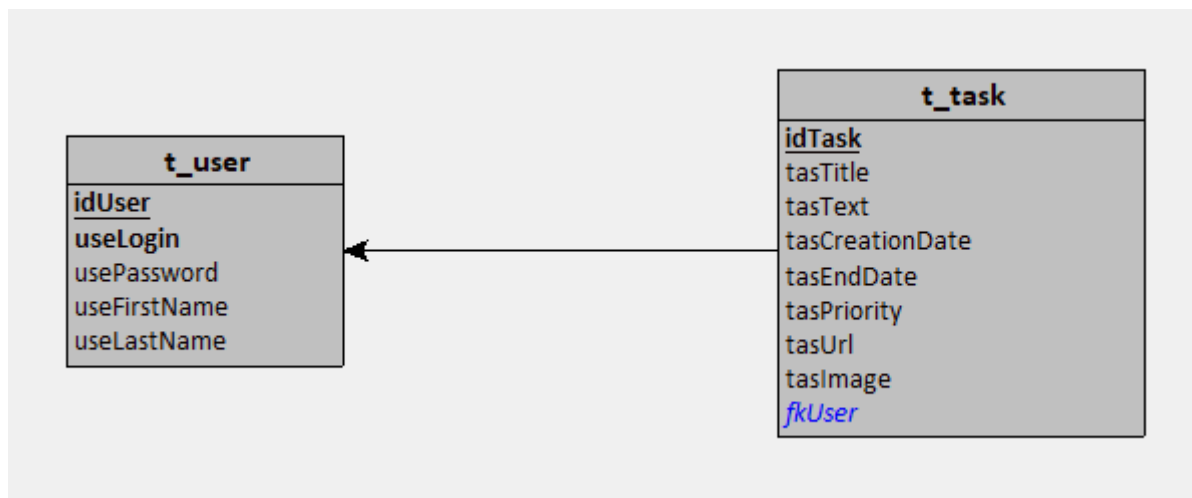 t_user
idUser
useLogin
usePassword
useFirstName
useLastName
t_task
idTask
tasTitle
tasText
tasCreationDate
tasEndDate
tasPriority
tasUrl
tasImage
fkUser